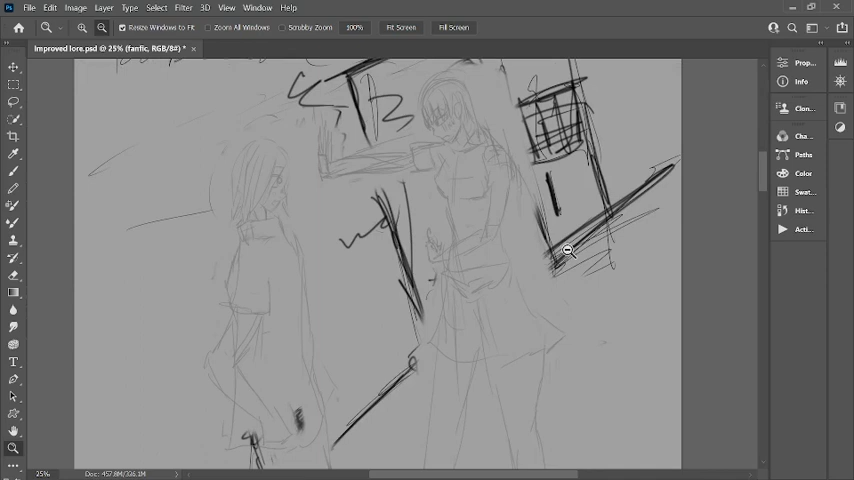 File Edit Image Layer Type Select Filter 3D View Window Help
Resize Windows to Fit Zoom All Windows Scrubby Zoom 100% Fit Screen Fill Screen
Improved lore.psd @ 25% (fanfic, RGB/8#) * ×
Prop...
Info
Clon...
Cha...
Paths
Color
Swat...
Hist...
Acti...
25% Doc: 457.8M/326.1M